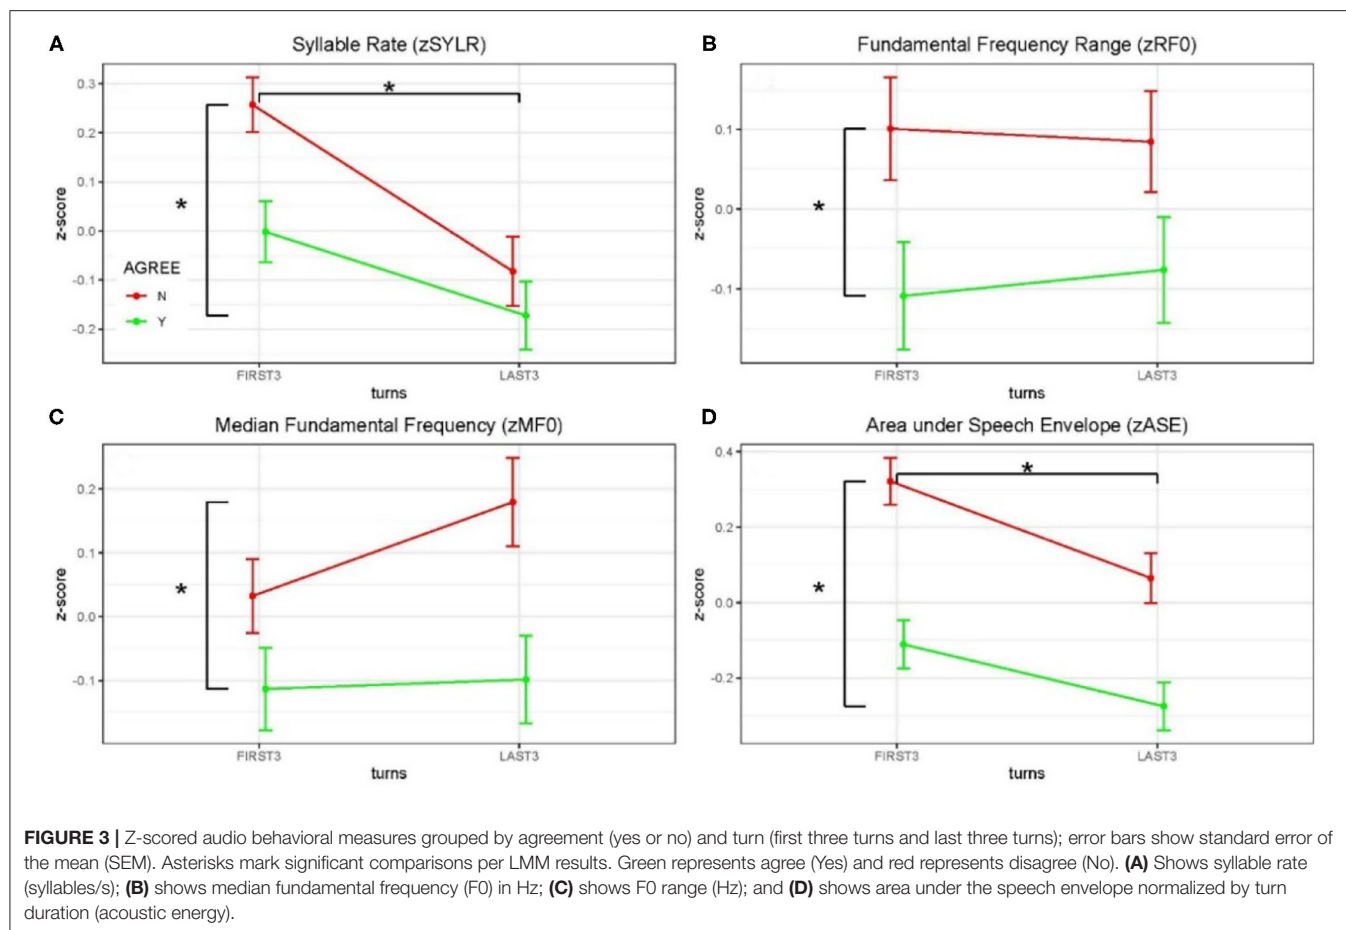 A
Syllable Rate (zSYLR)
0.3
0.2
0.1
0.0
-0.1
-0.2
z-score
*
*
AGREE
N
Y
FIRST3
LAST3
turns
B
Fundamental Frequency Range (zRF0)
0.1
0.0
-0.1
z-score
*
FIRST3
LAST3
turns
C
Median Fundamental Frequency (zMF0)
0.2
0.1
0.0
-0.1
z-score
*
FIRST3
LAST3
turns
D
Area under Speech Envelope (zASE)
0.4
0.2
0.0
-0.2
z-score
*
*
FIRST3
LAST3
turns
FIGURE 3 | Z-scored audio behavioral measures grouped by agreement (yes or no) and turn (first three turns and last three turns); error bars show standard error of
the mean (SEM). Asterisks mark significant comparisons per LMM results. Green represents agree (Yes) and red represents disagree (No). (A) Shows syllable rate
(syllables/s); (B) shows median fundamental frequency (F0) in Hz; (C) shows F0 range (Hz); and (D) shows area under the speech envelope normalized by turn
duration (acoustic energy).